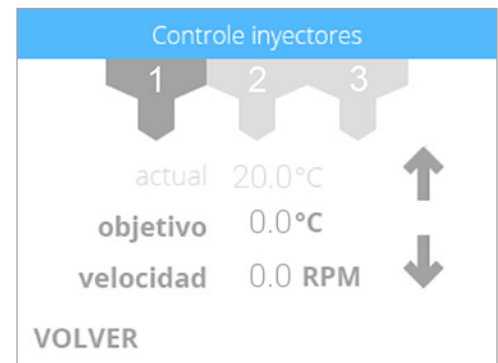 Controle inyectores
1 2 3
actual 20.0°C
objetivo 0.0°C
velocidad 0.0 RPM
VOLVER